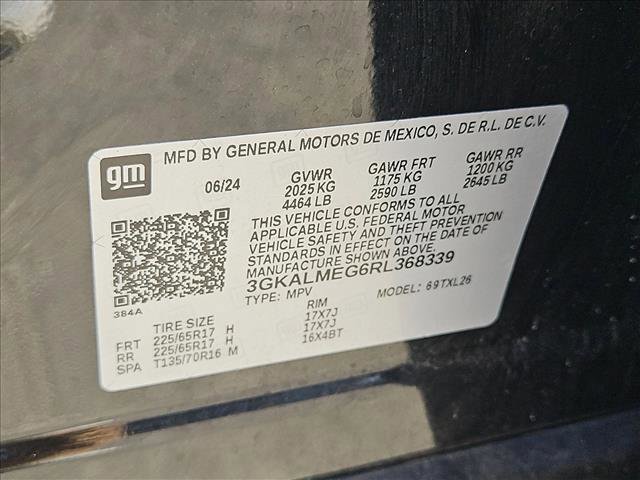 gm
MFD BY GENERAL MOTORS DE MEXICO, S. DE R.L. DE C.V.
06/24 GVWR GAWR FRT GAWR RR
2025 KG 1175 KG 1200 KG
4464 LB 2590 LB 2645 LB
THIS VEHICLE CONFORMS TO ALL
APPLICABLE U.S. FEDERAL MOTOR
VEHICLE SAFETY AND THEFT PREVENTION
STANDARDS IN EFFECT ON THE DATE OF
MANUFACTURE SHOWN ABOVE.
3GKALMEG6RL368339
TYPE: MPV MODEL: 69TXL26
384A
TIRE SIZE RIM
FRT 225/65R17 H 17X7J
RR 225/65R17 H 17X7J
SPA T135/70R16 M 16X4BT